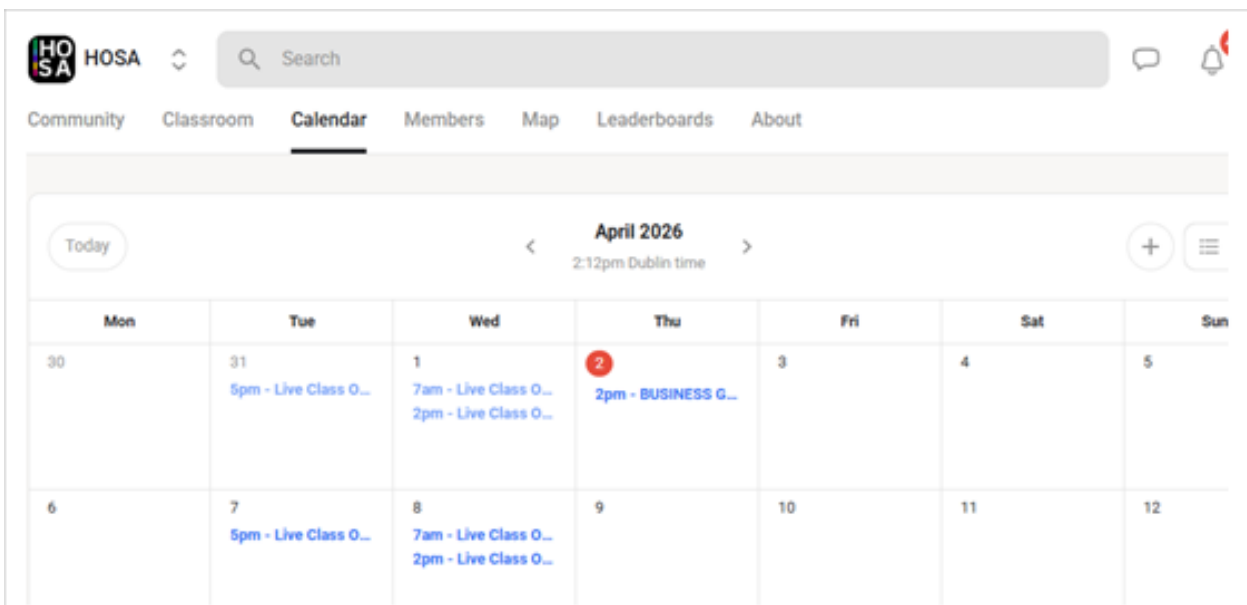 HO
SA
HOSA
Search
Community Classroom Calendar Members Map Leaderboards About
Today
April 2026
2:12pm Dublin time
Mon Tue Wed Thu Fri Sat Sun
30 31 1 2 3 4 5
5pm - Live Class O... 7am - Live Class O... 2pm - BUSINESS G...
2pm - Live Class O...
6 7 8 9 10 11 12
5pm - Live Class O... 7am - Live Class O...
2pm - Live Class O...